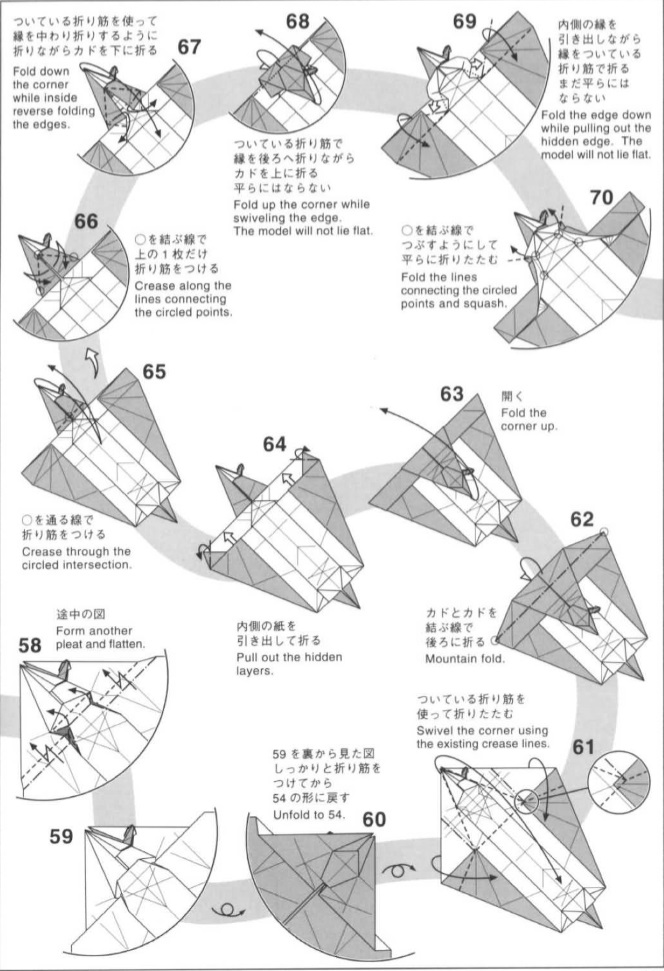 ついている折り筋を使って
縁を中わり折りするように
折りながらカドを下に折る
67
Fold down
the corner
while inside
reverse folding
the edges.
68
ついている折り筋で
縁を後ろへ折りながら
カドを上に折る
平らにはならない
Fold up the corner while
swiveling the edge.
The model will not lie flat.
69
内側の縁を
引き出しながら
縁をついている
折り筋で折る
まだ平らには
ならない
Fold the edge down
while pulling out the
hidden edge. The
model will not lie flat.
66
○を結ぶ線で
上の1枚だけ
折り筋をつける
Crease along the
lines connecting
the circled points.
70
○を結ぶ線で
つぶすようにして
平らに折りたたむ
Fold the lines
connecting the circled
points and squash.
65
○を通る線で
折り筋をつける
Crease through the
circled intersection.
64
内側の紙を
引き出して折る
Pull out the hidden
layers.
63
開く
Fold the
corner up.
62
カドとカドを
結ぶ線で
後ろに折る
Mountain fold.
58
途中の図
Form another
pleat and flatten.
59
59を裏から見た図
しっかりと折り筋を
つけてから
54の形に戻す
Unfold to 54.
60
ついている折り筋を
使って折りたたむ
Swivel the corner using
the existing crease lines.
61